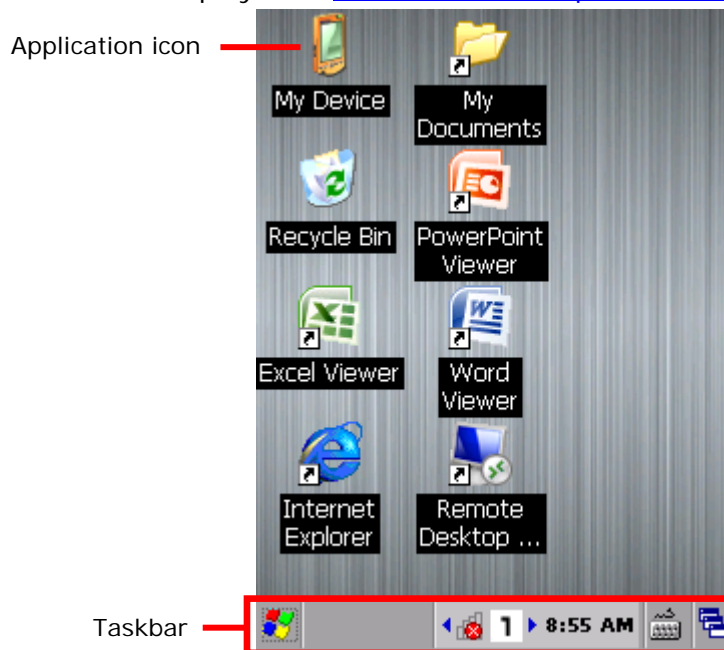 Application icon
My Device
My
Documents
Recycle Bin
PowerPoint
Viewer
Excel Viewer
Word
Viewer
Internet
Explorer
Remote
Desktop ...
Taskbar
1
8:55 AM